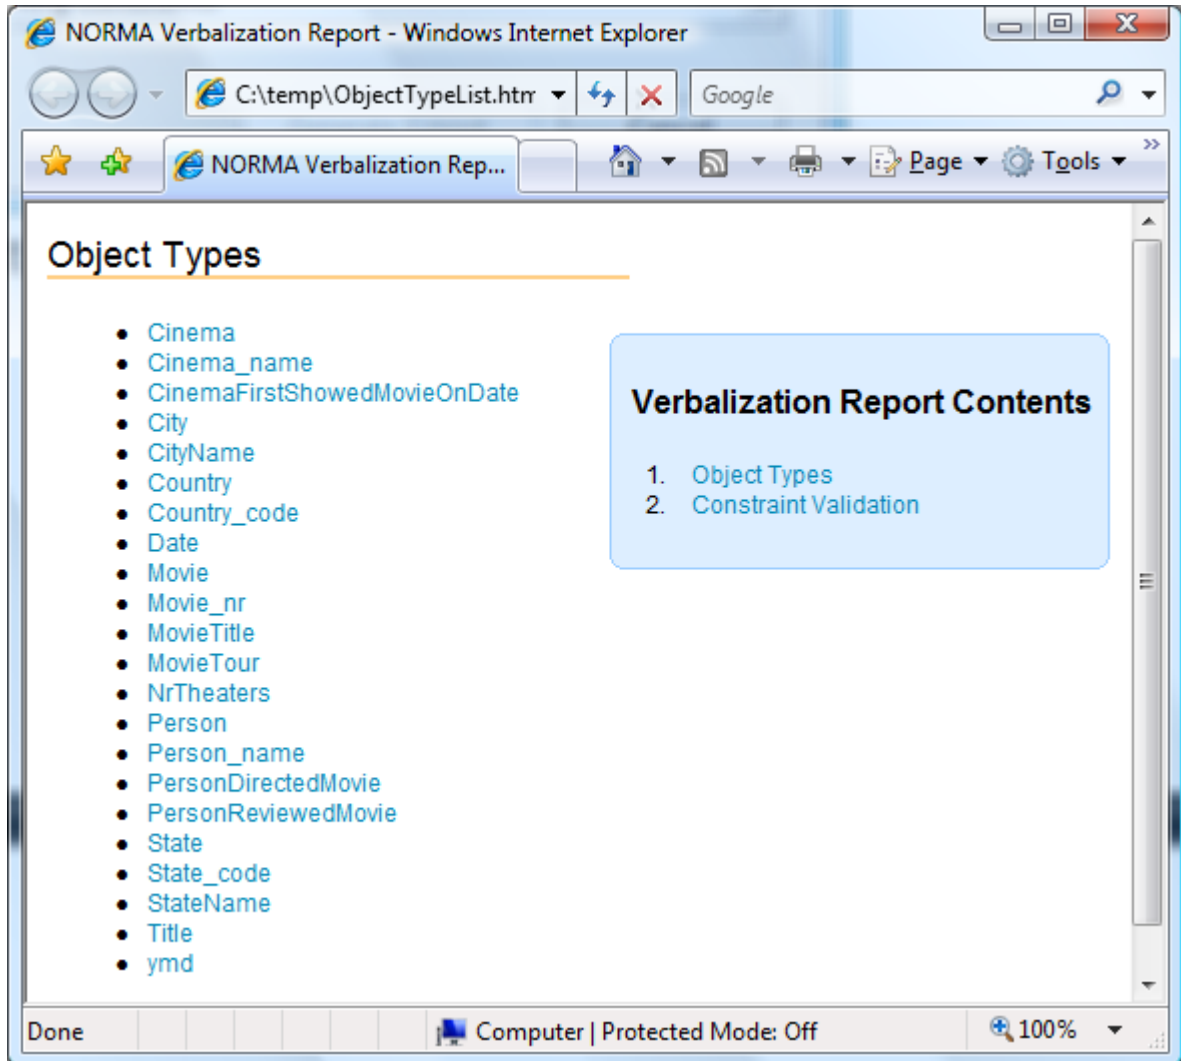 NORMA Verbalization Report - Windows Internet Explorer
C:\temp\ObjectTypeList.htm
Google
NORMA Verbalization Rep...
Page
Tools
Object Types
Cinema
Cinema_name
CinemaFirstShowedMovieOnDate
City
CityName
Country
Country_code
Date
Movie
Movie_nr
MovieTitle
MovieTour
NrTheaters
Person
Person_name
PersonDirectedMovie
PersonReviewedMovie
State
State_code
StateName
Title
ymd
Verbalization Report Contents
1. Object Types
2. Constraint Validation
Done
Computer | Protected Mode: Off
100%